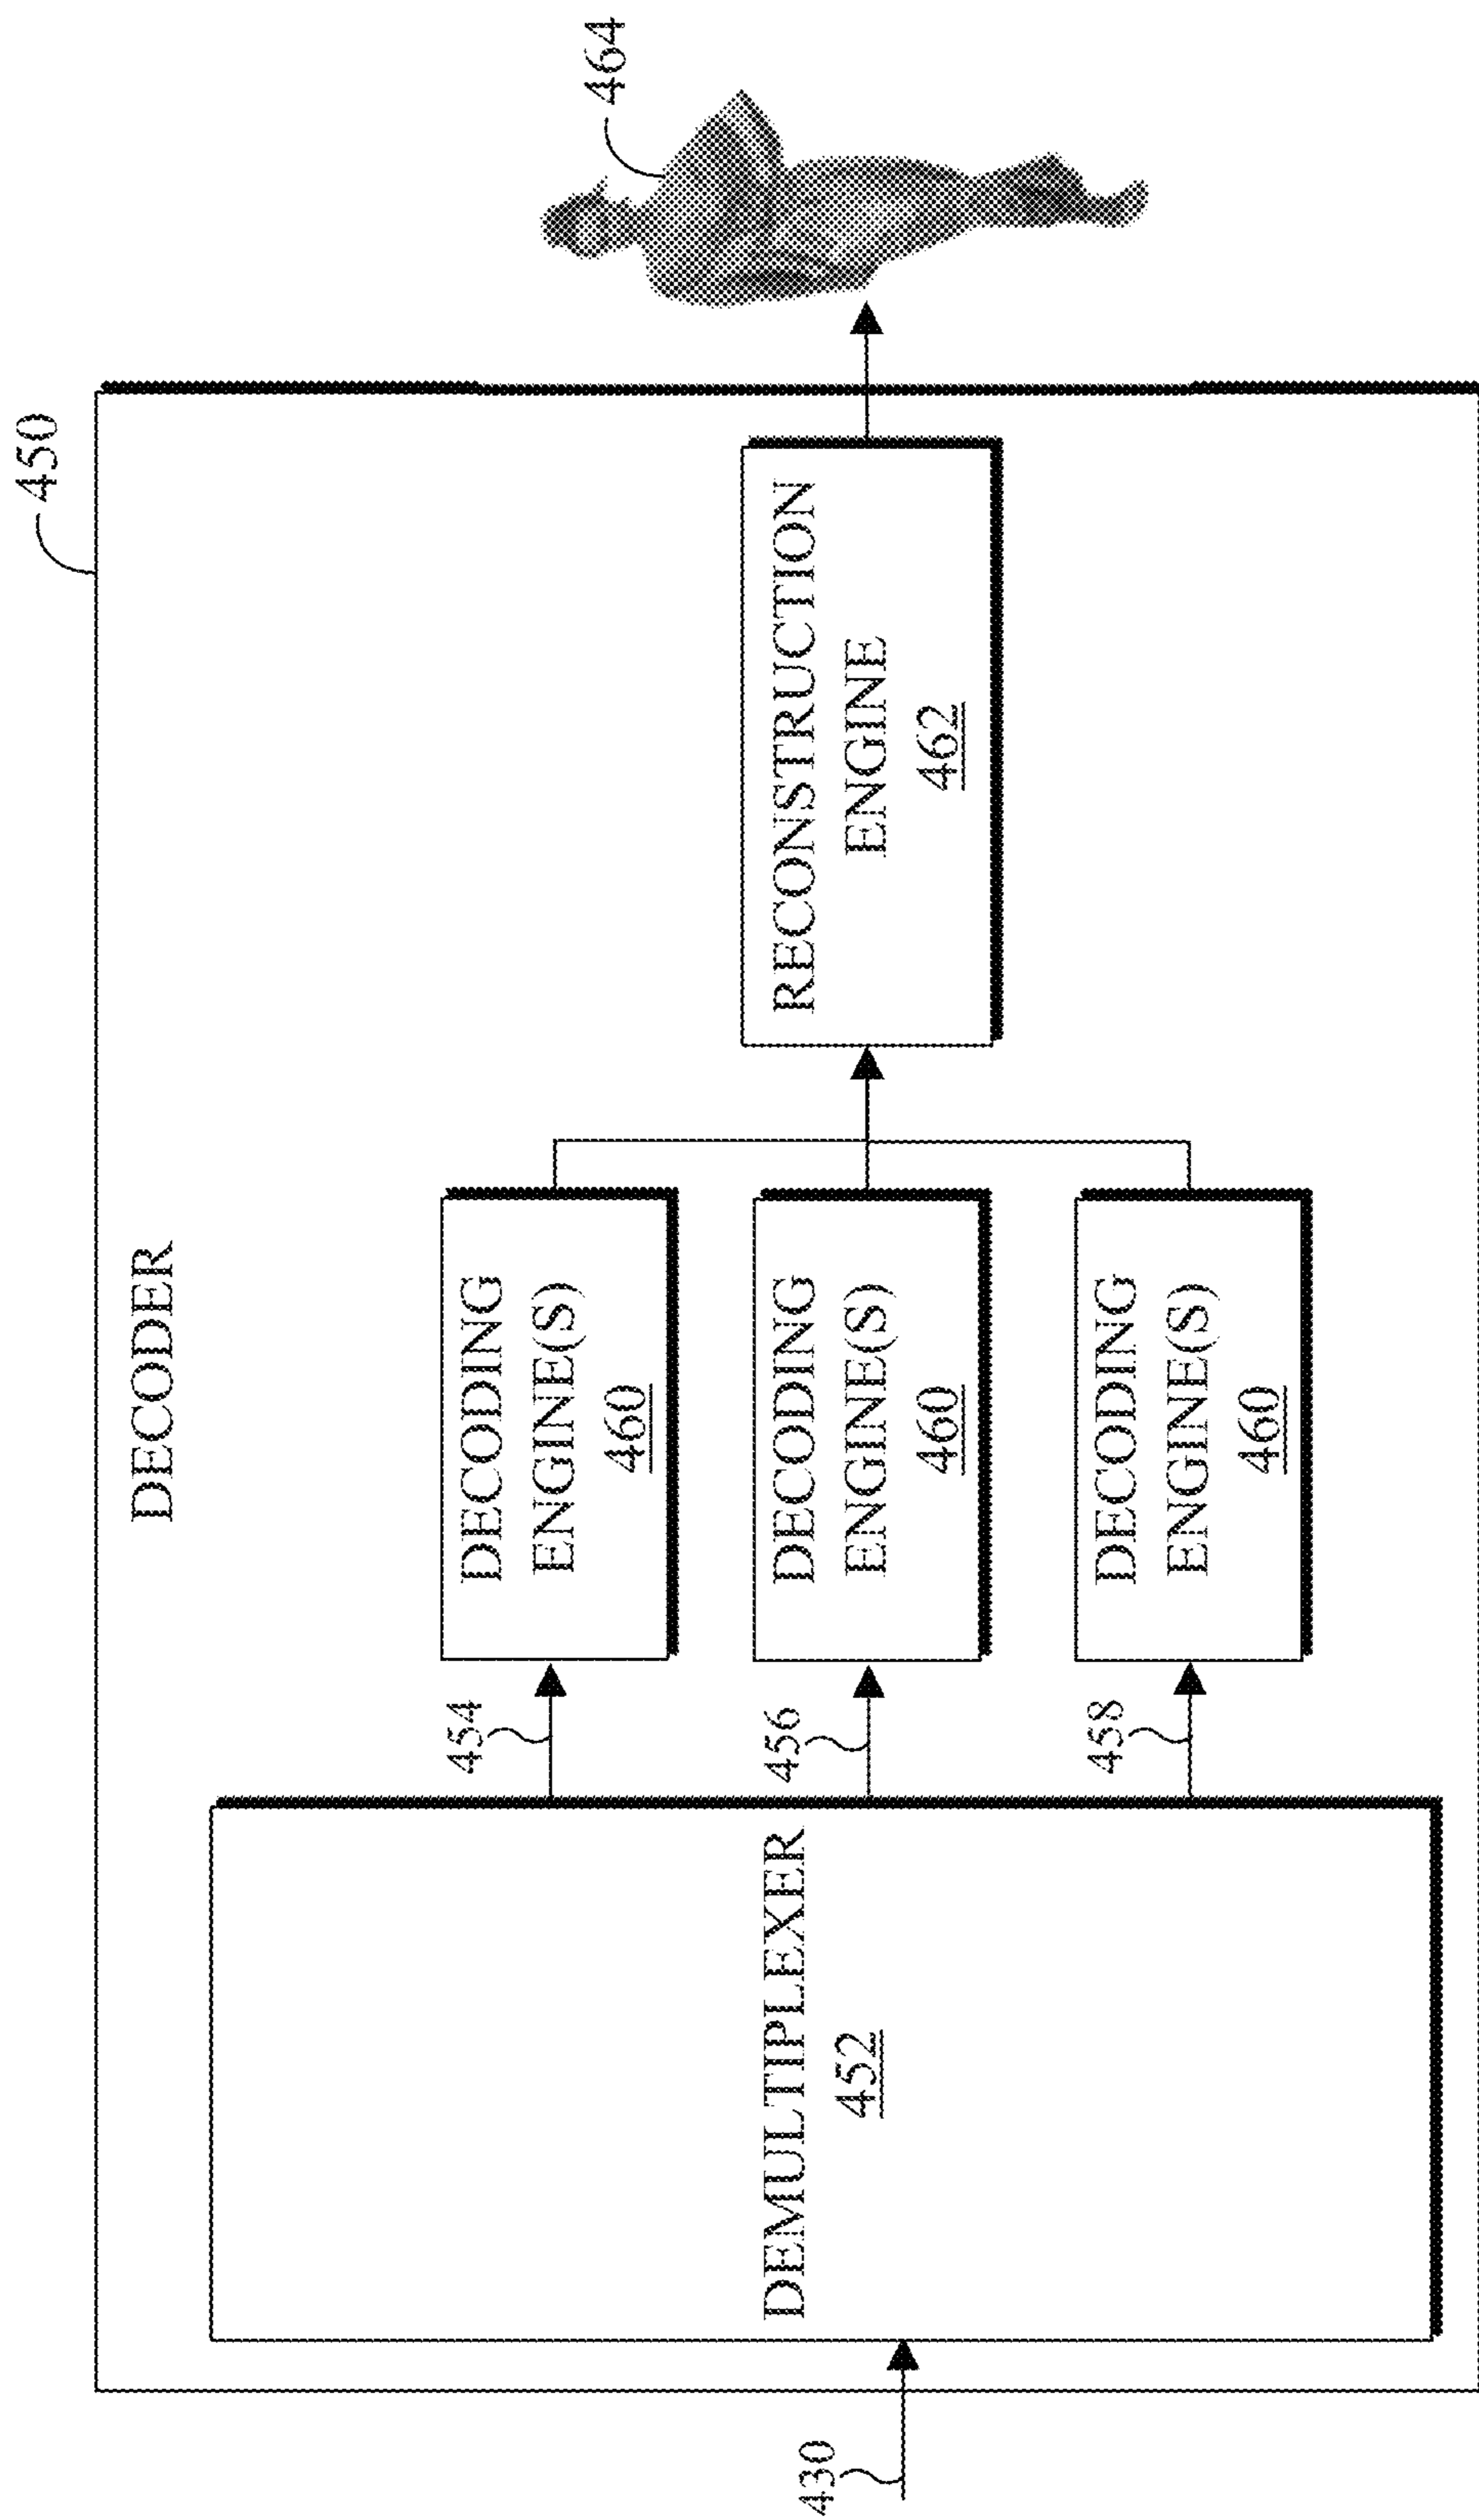 450
DECODER
464
430
DEMULTIPLEXER
452
454
456
458
DECODING
ENGINE(S)
460
DECODING
ENGINE(S)
460
DECODING
ENGINE(S)
460
RECONSTRUCTION
ENGINE
462